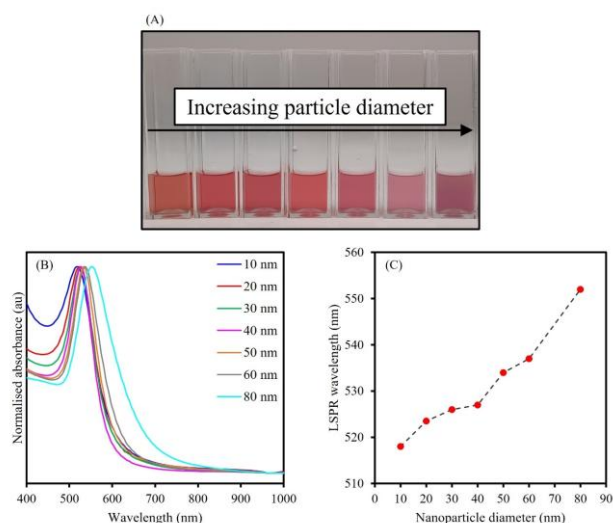 (A)
Increasing particle diameter
(B)
10 nm
20 nm
30 nm
40 nm
50 nm
60 nm
80 nm
Normalised absorbance (au)
400 500 600 700 800 900 1000
Wavelength (nm)
(C)
LSPR wavelength (nm)
560
550
540
530
520
510
0 10 20 30 40 50 60 70 80 90
Nanoparticle diameter (nm)